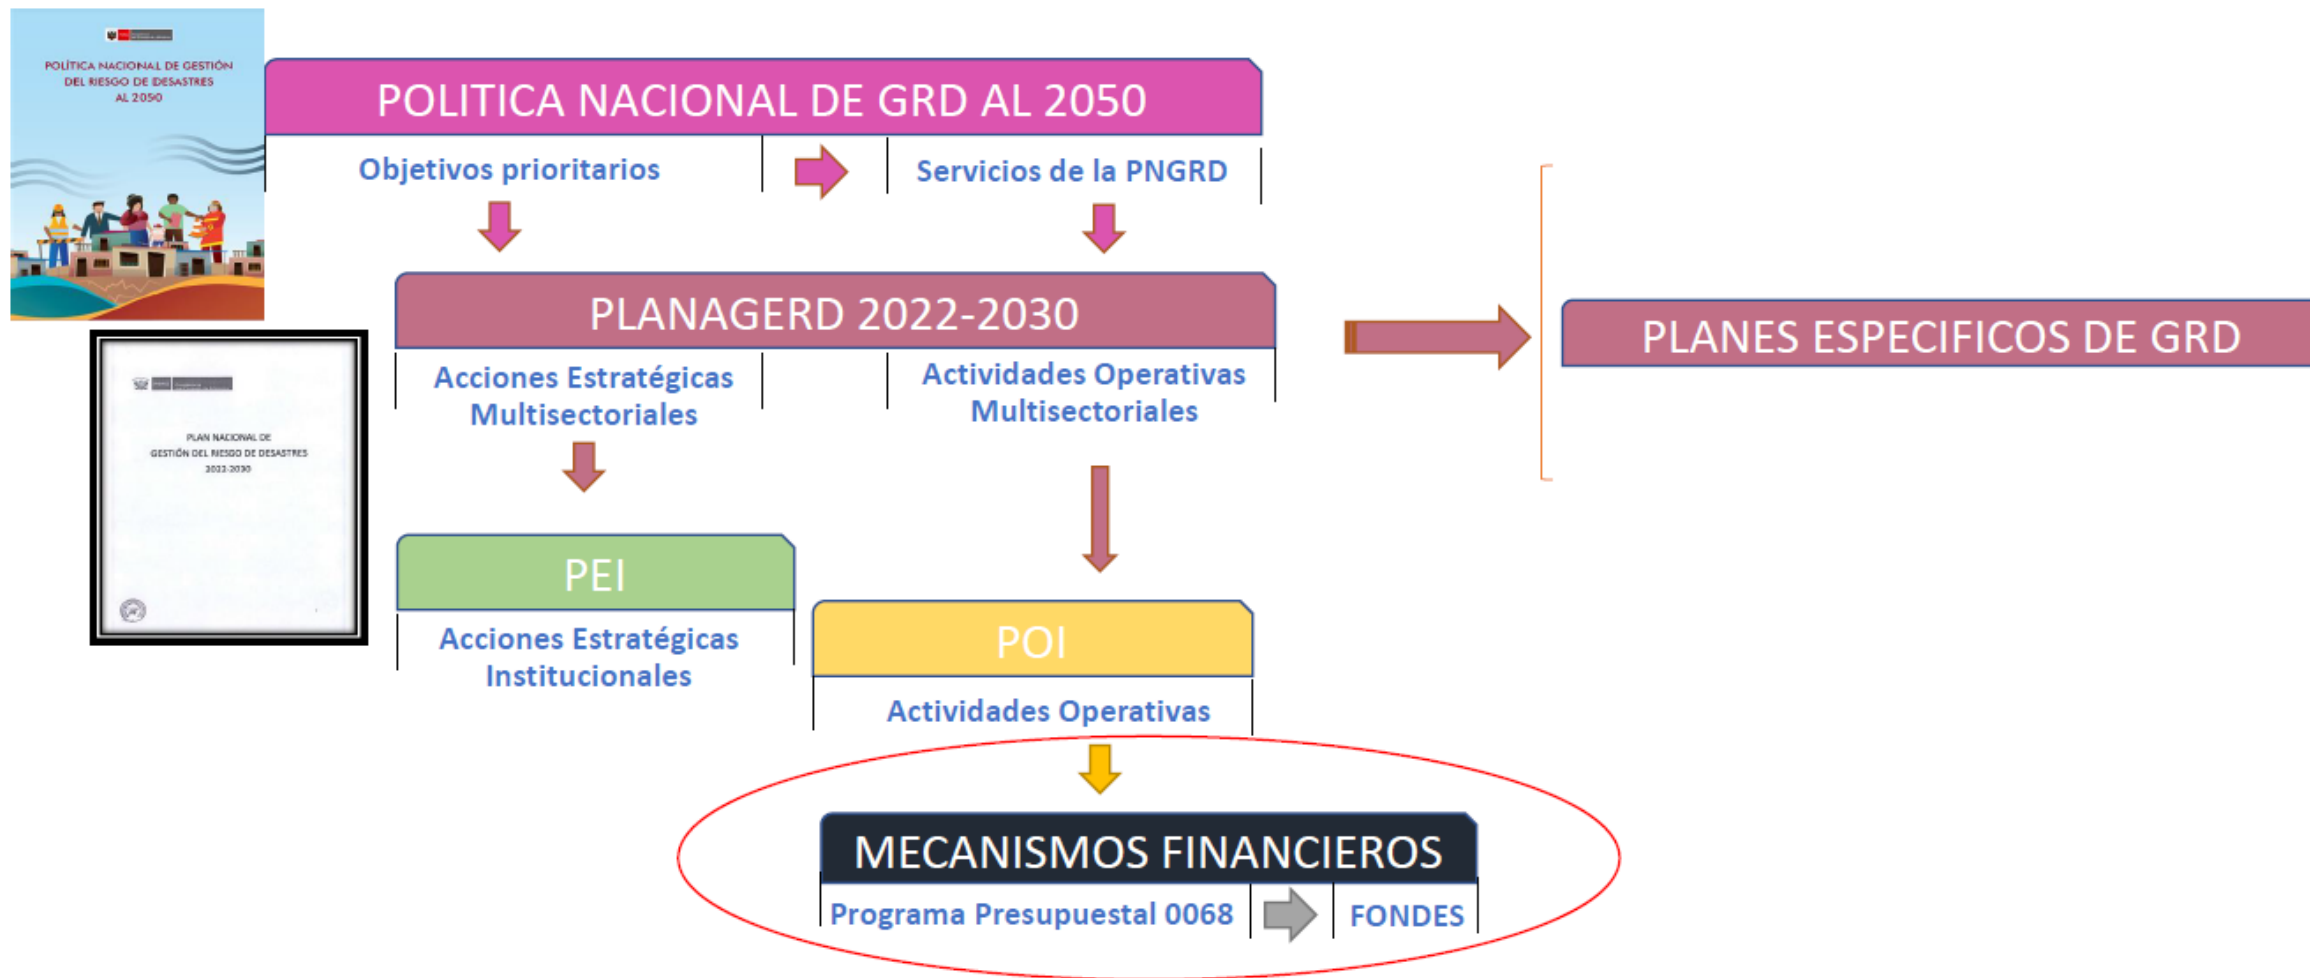 POLÍTICA NACIONAL DE GESTIÓN
DEL RIESGO DE DESASTRES
AL 2050
POLITICA NACIONAL DE GRD AL 2050
Objetivos prioritarios
Servicios de la PNGRD
PLANAGERD 2022-2030
Acciones Estratégicas
Multisectoriales
Actividades Operativas
Multisectoriales
PLANES ESPECIFICOS DE GRD
PLAN NACIONAL DE
GESTIÓN DEL RIESGO DE DESASTRES
2022-2030
PEI
Acciones Estratégicas
Institucionales
POI
Actividades Operativas
MECANISMOS FINANCIEROS
Programa Presupuestal 0068
FONDES